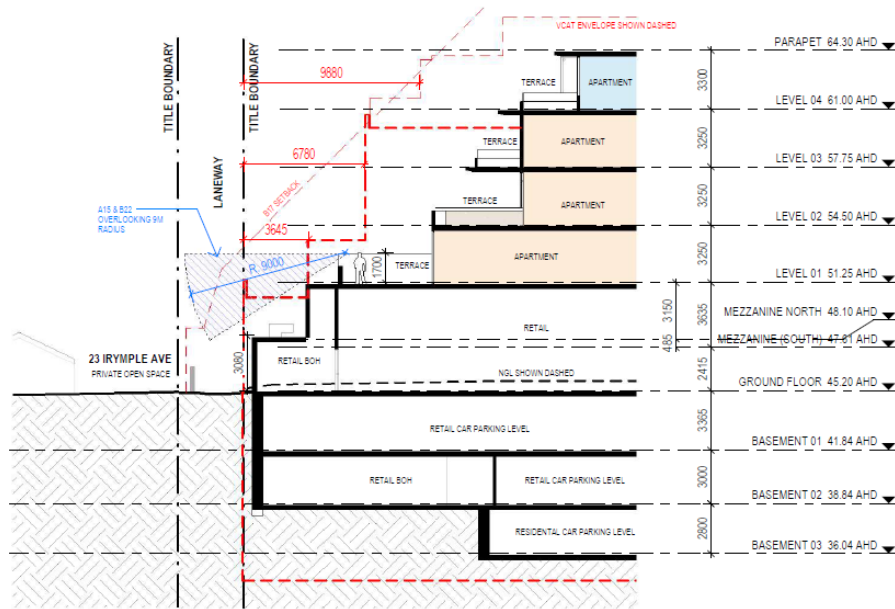 VCAT ENVELOPE SHOWN DASHED
PARAPET 64.30 AHD
TITLE BOUNDARY
TITLE BOUNDARY
LANEWAY
9880
TERRACE
APARTMENT
3300
LEVEL 04 61.00 AHD
6780
TERRACE
APARTMENT
3250
LEVEL 03 57.75 AHD
B17 SETBACK
A15 & B22
OVERLOOKING 9M
RADIUS
3645
TERRACE
APARTMENT
3250
LEVEL 02 54.50 AHD
R 9000
1700
TERRACE
APARTMENT
3250
LEVEL 01 51.25 AHD
RETAIL
3150
3635
MEZZANINE NORTH 48.10 AHD
485
MEZZANINE (SOUTH) 47.61 AHD
23 IRYMPLE AVE
PRIVATE OPEN SPACE
3080
RETAIL BOH
NGL SHOWN DASHED
2415
GROUND FLOOR 45.20 AHD
RETAIL CAR PARKING LEVEL
3365
BASEMENT 01 41.84 AHD
RETAIL BOH
RETAIL CAR PARKING LEVEL
3000
BASEMENT 02 38.84 AHD
RESIDENTAL CAR PARKING LEVEL
2800
BASEMENT 03 36.04 AHD